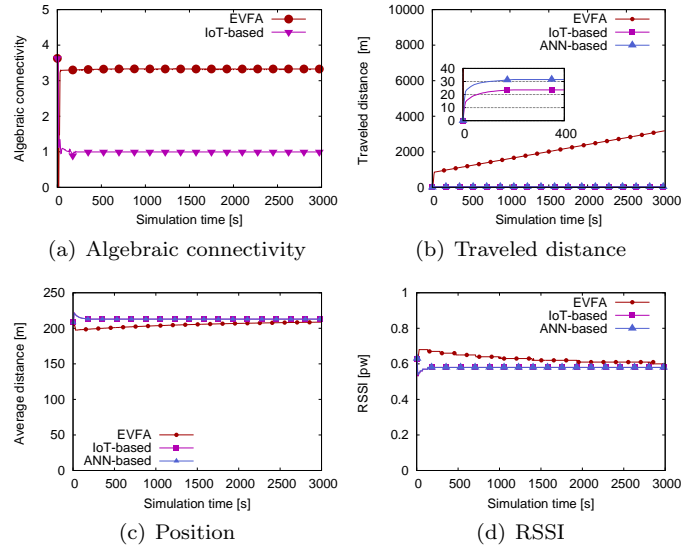 EVFA
IoT-based
Algebraic connectivity
5
4
3
2
1
0
0 500 1000 1500 2000 2500 3000
Simulation time [s]
(a) Algebraic connectivity
EVFA
IoT-based
ANN-based
Traveled distance [m]
10000
8000
6000
4000
2000
0
40
30
20
10
0
0 400
0 500 1000 1500 2000 2500 3000
Simulation time [s]
(b) Traveled distance
Average distance [m]
250
200
150
100
50
0
EVFA
IoT-based
ANN-based
0 500 1000 1500 2000 2500 3000
Simulation time [s]
(c) Position
EVFA
IoT-based
ANN-based
RSSI [pw]
1
0.8
0.6
0.4
0.2
0
0 500 1000 1500 2000 2500 3000
Simulation time [s]
(d) RSSI